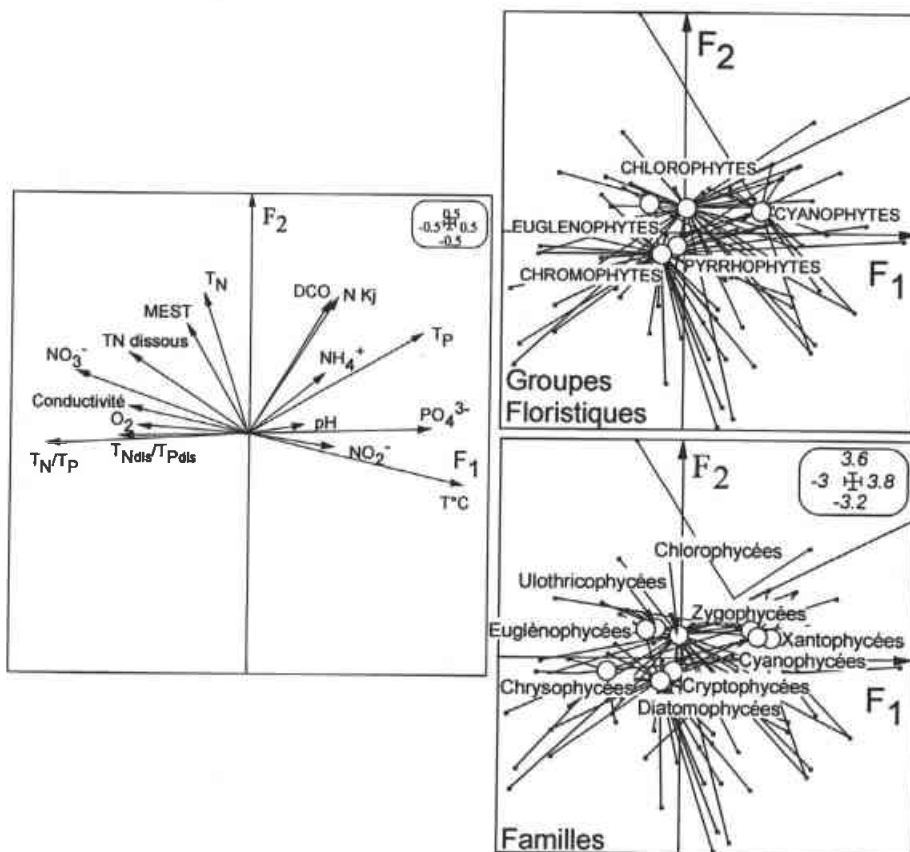 F2
0.5
-0.5 0.5
-0.5
TN
DCO N Kj
MEST
TP
TN dissous
NH4+
NO3-
Conductivité
O2
pH
PO43-
NO2-
TN/TP
TNdis/TPdis
F1
T°C
F2
CHLOROPHYTES
CYANOPHYTES
EUGLENOPHYTES
CHROMOPHYTES
PYRRHOPHYTES
F1
Groupes
Floristiques
F2
3.6
-3 3.8
-3.2
Chlorophycées
Ulothricophycées
Zygophycées
Euglènophycées
Xantophycées
Cyanophycées
Chrysophycées
Cryptophycées
Diatomophycées
F1
Familles